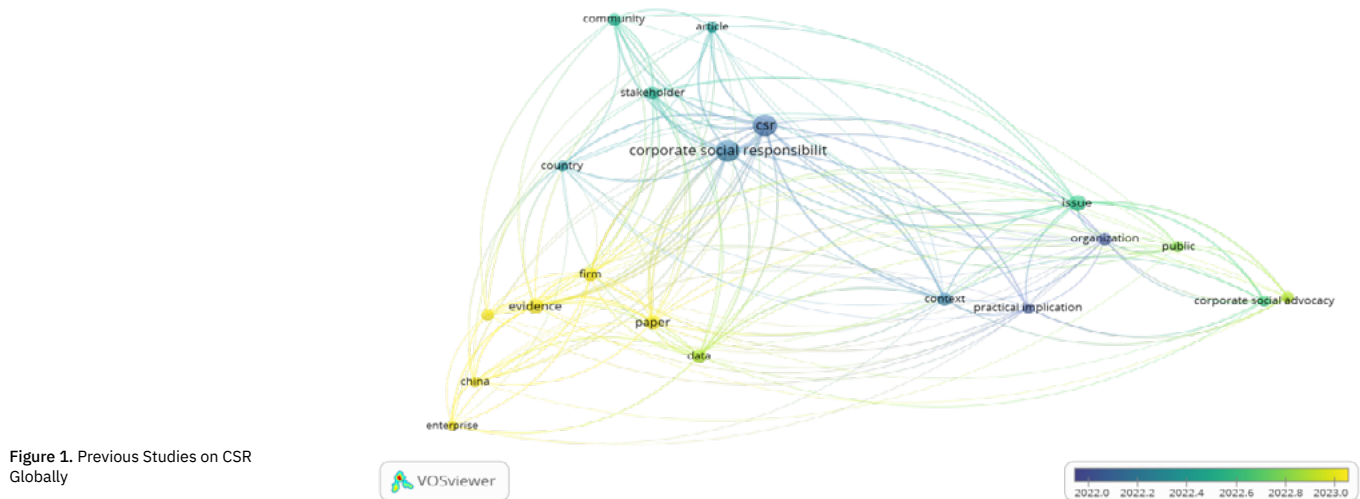 community
article
stakeholder
csr
corporate social responsibilit
country
issue
organization
public
firm
evidence
context
practical implication
corporate social advocacy
paper
data
china
enterprise
Figure 1. Previous Studies on CSR
Globally
VOSviewer
2022.0 2022.2 2022.4 2022.6 2022.8 2023.0